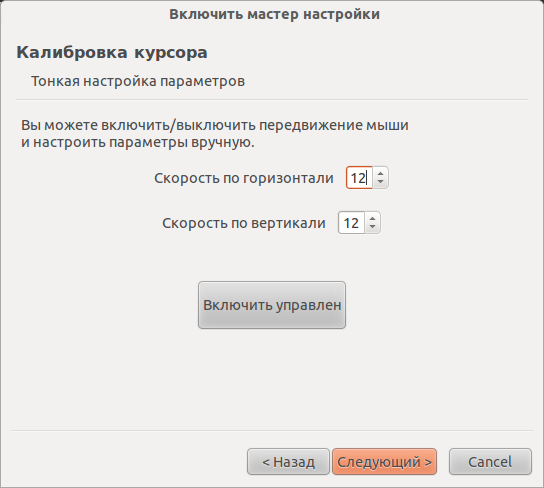 Включить мастер настройки
Калибровка курсора
Тонкая настройка параметров
Вы можете включить/выключить передвижение мыши
и настроить параметры вручную.
Скорость по горизонтали 12
Скорость по вертикали 12
Включить управлен
< Назад Следующий > Cancel